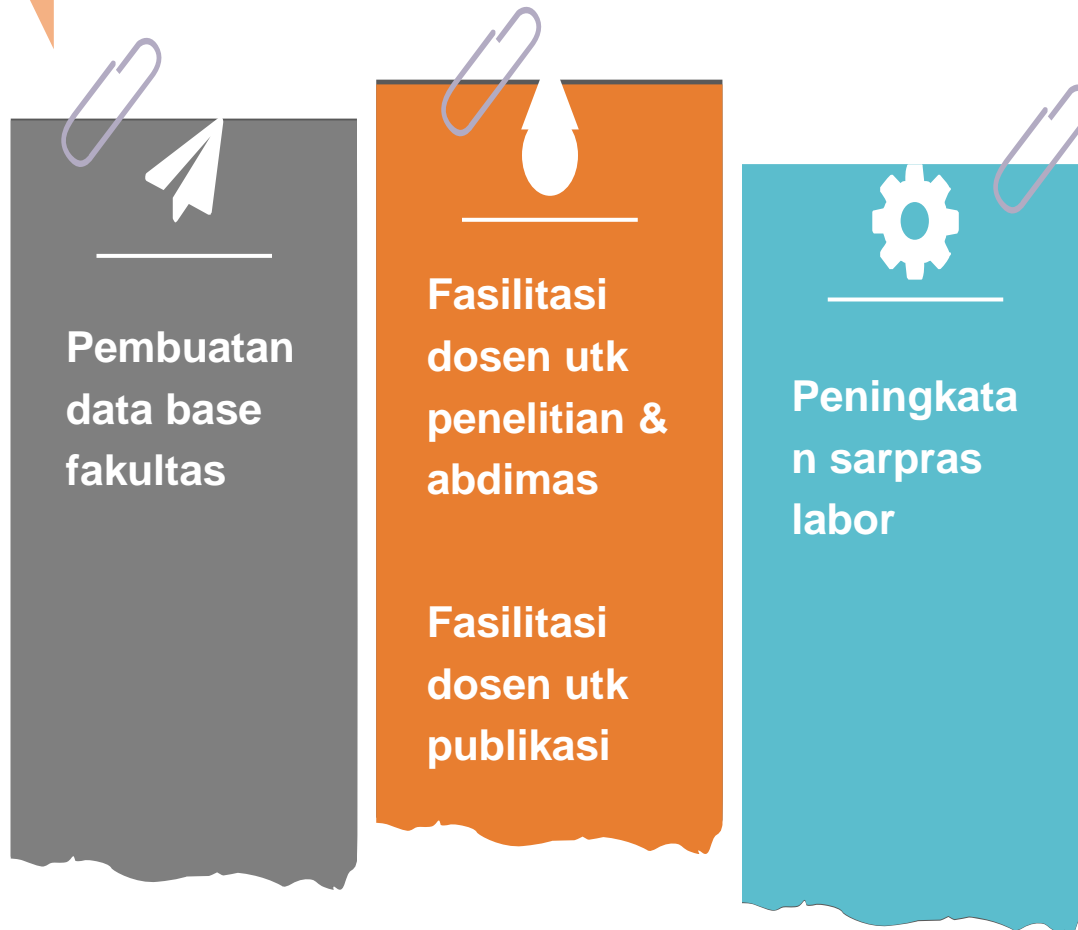 Pembuatan
data base
fakultas
Fasilitasi
dosen utk
penelitian &
abdimas
Fasilitasi
dosen utk
publikasi
Peningkata
n sarpras
labor